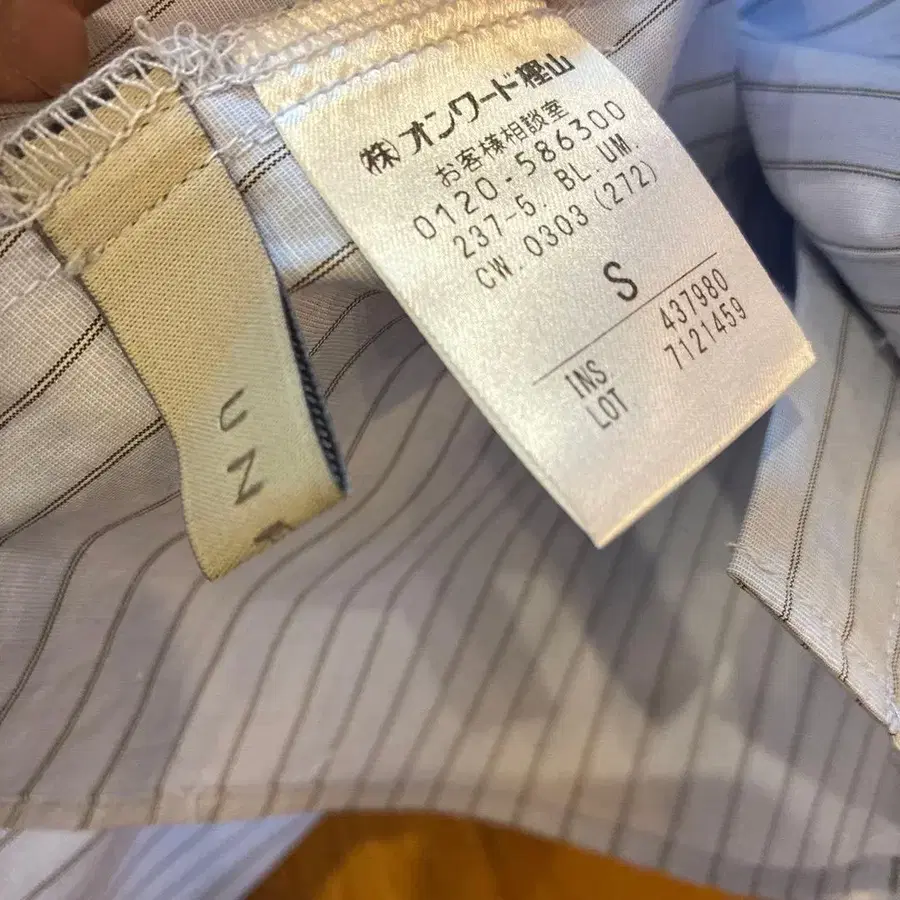 (株)オンワード樫山
お客様相談室
0120-586300
237-5. BL. UM.
CW. 0303 (272)
S
INS 437980
LOT 7121459
UN